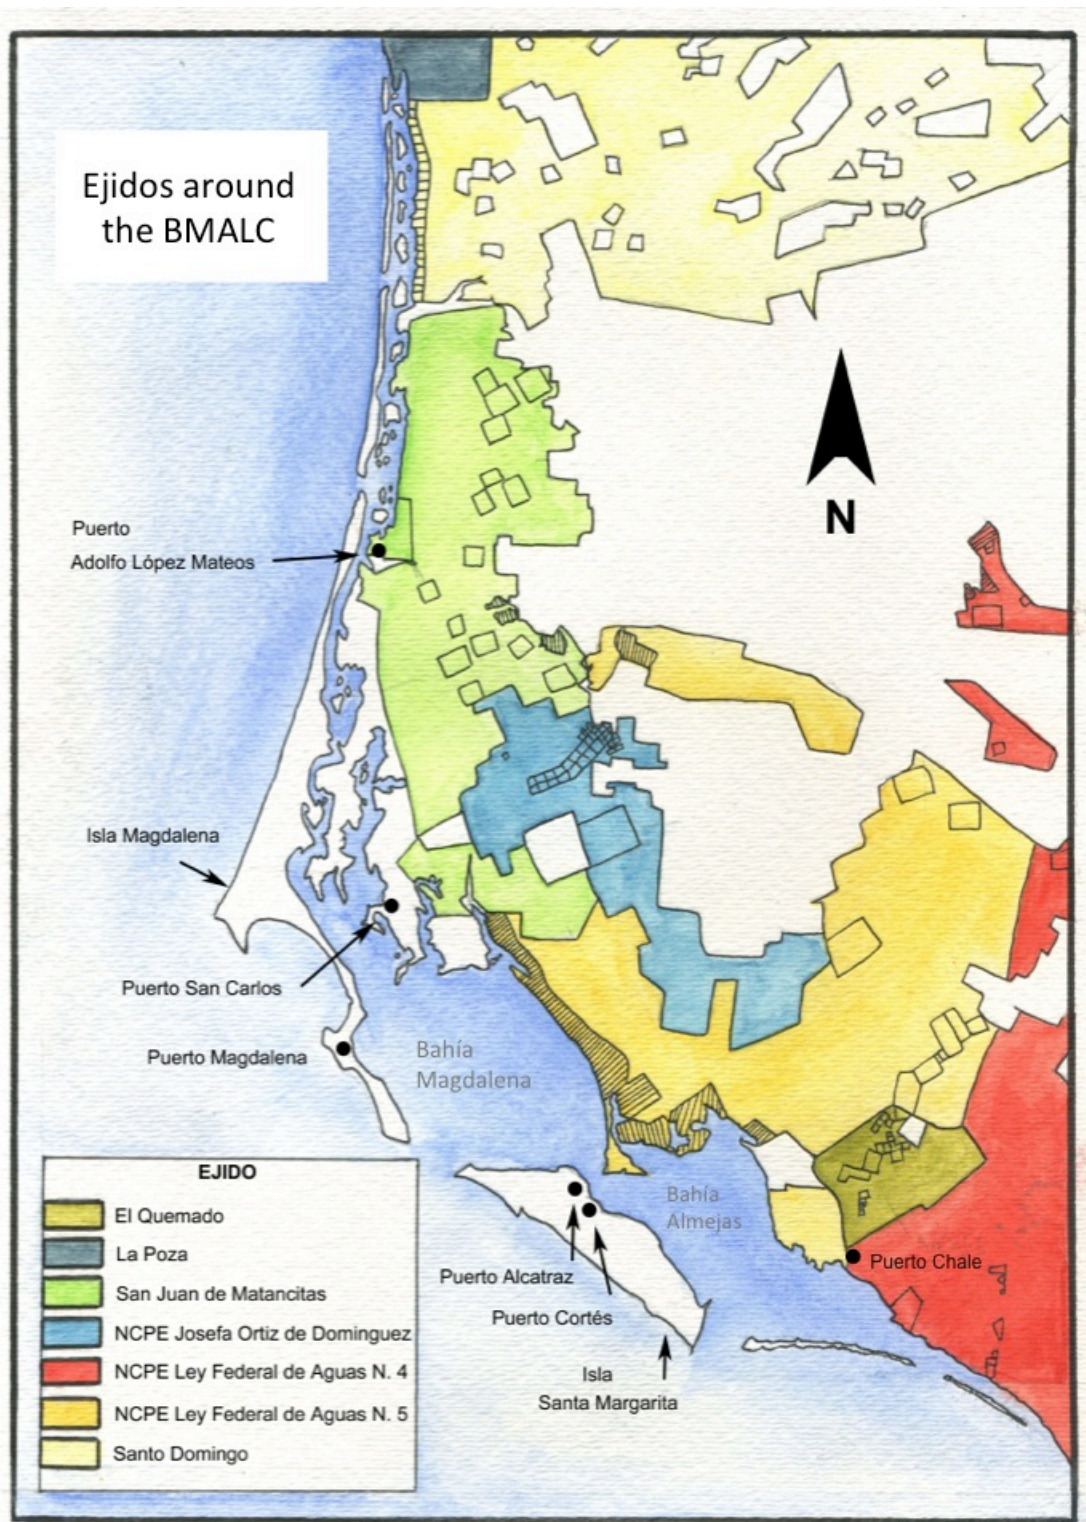 Ejidos around
the BMALC
N
Puerto
Adolfo López Mateos
Isla Magdalena
Puerto San Carlos
Puerto Magdalena
Bahía
Magdalena
Bahía
Almejas
Puerto Chale
Puerto Alcatraz
Puerto Cortés
Isla
Santa Margarita
EJIDO
El Quemado
La Poza
San Juan de Matancitas
NCPE Josefa Ortiz de Dominguez
NCPE Ley Federal de Aguas N. 4
NCPE Ley Federal de Aguas N. 5
Santo Domingo